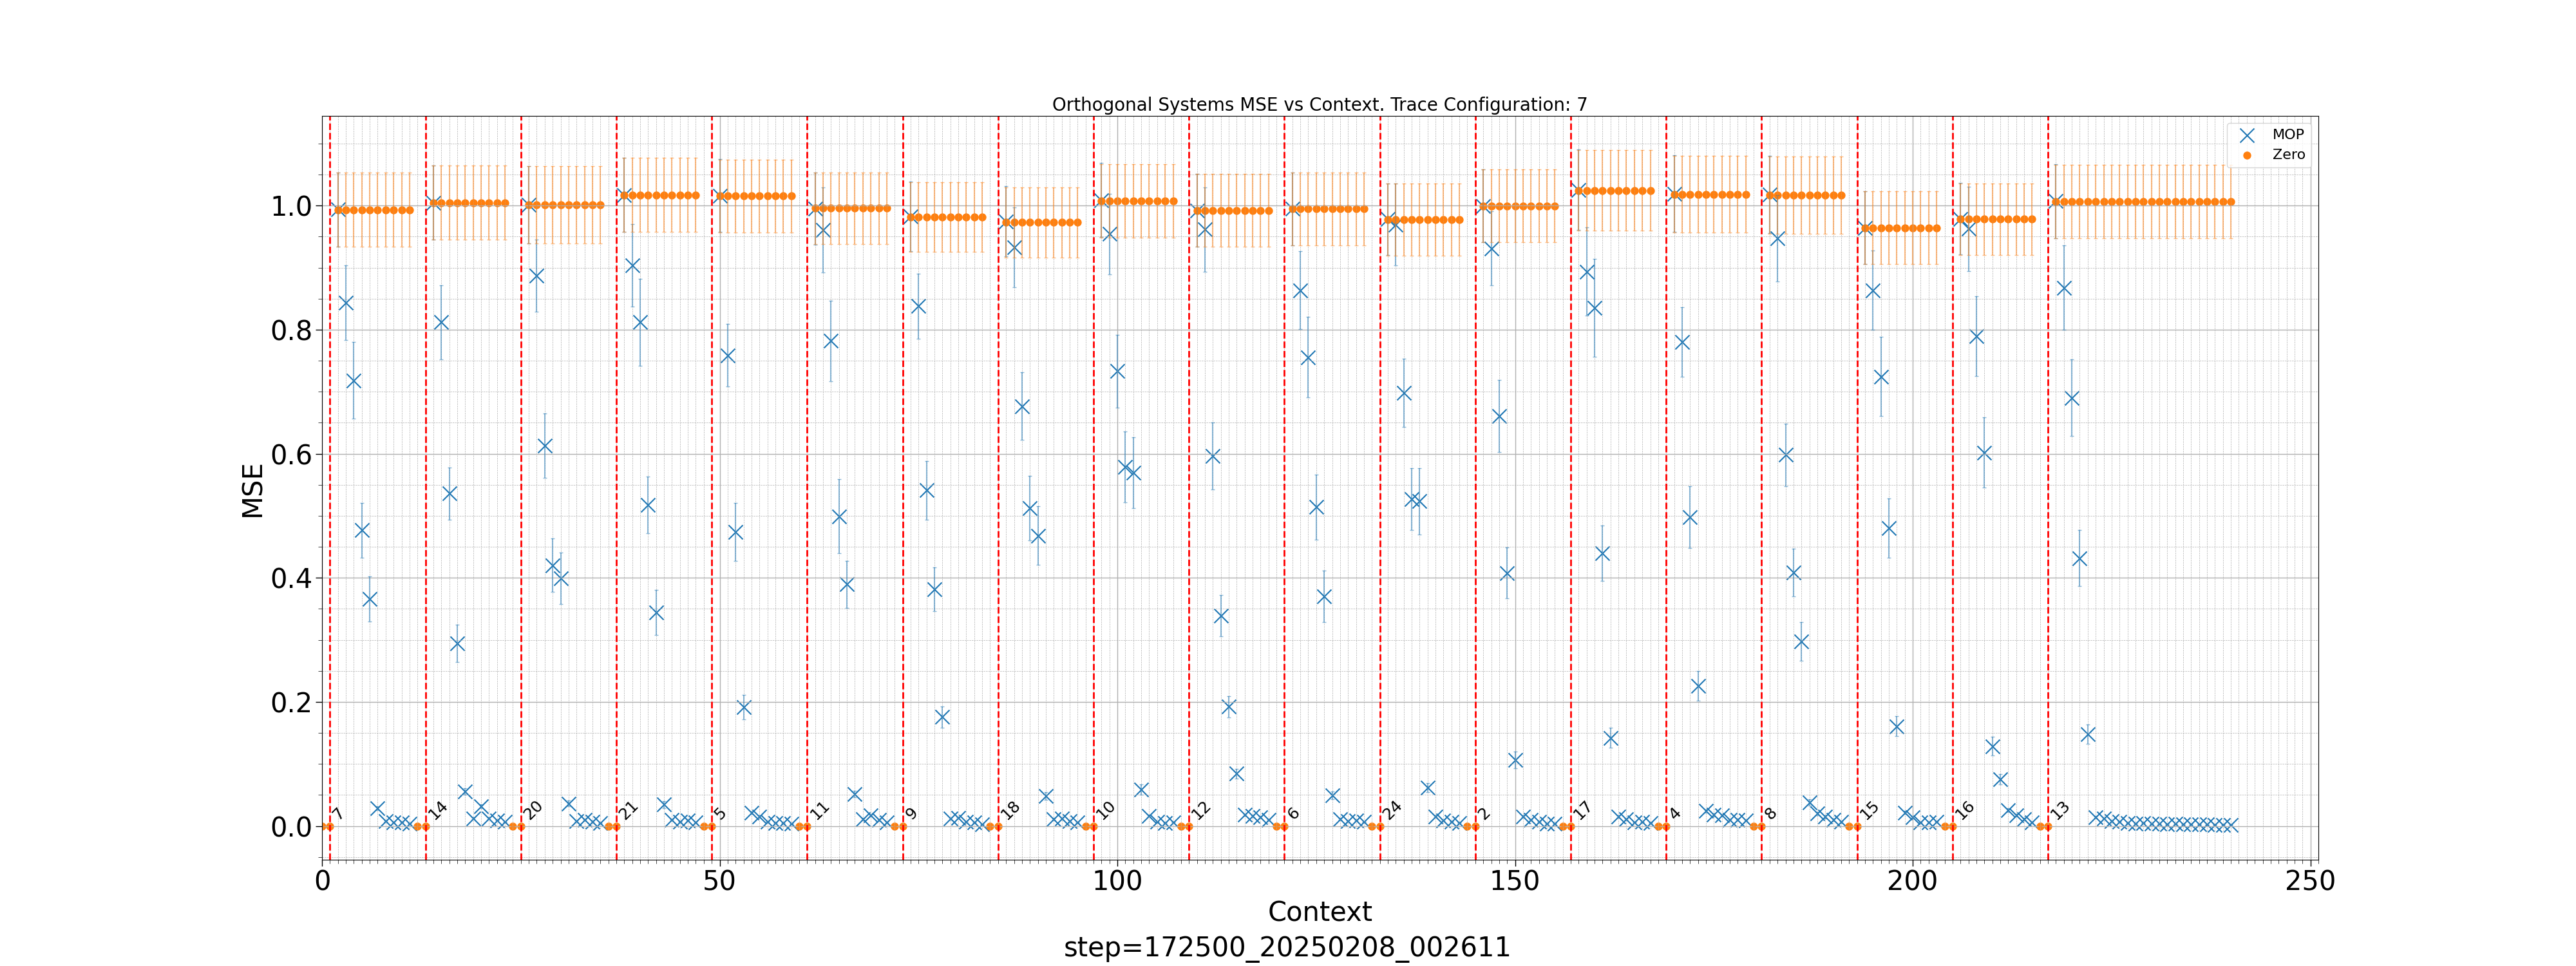 Orthogonal Systems MSE vs Context. Trace Configuration: 7
MOP
Zero
MSE
1.0
0.8
0.6
0.4
0.2
0.0
7 14 20 21 5 11 9 18 10 12 6 24 2 17 4 8 15 16 13
0 50 100 150 200 250
Context
step=172500_20250208_002611